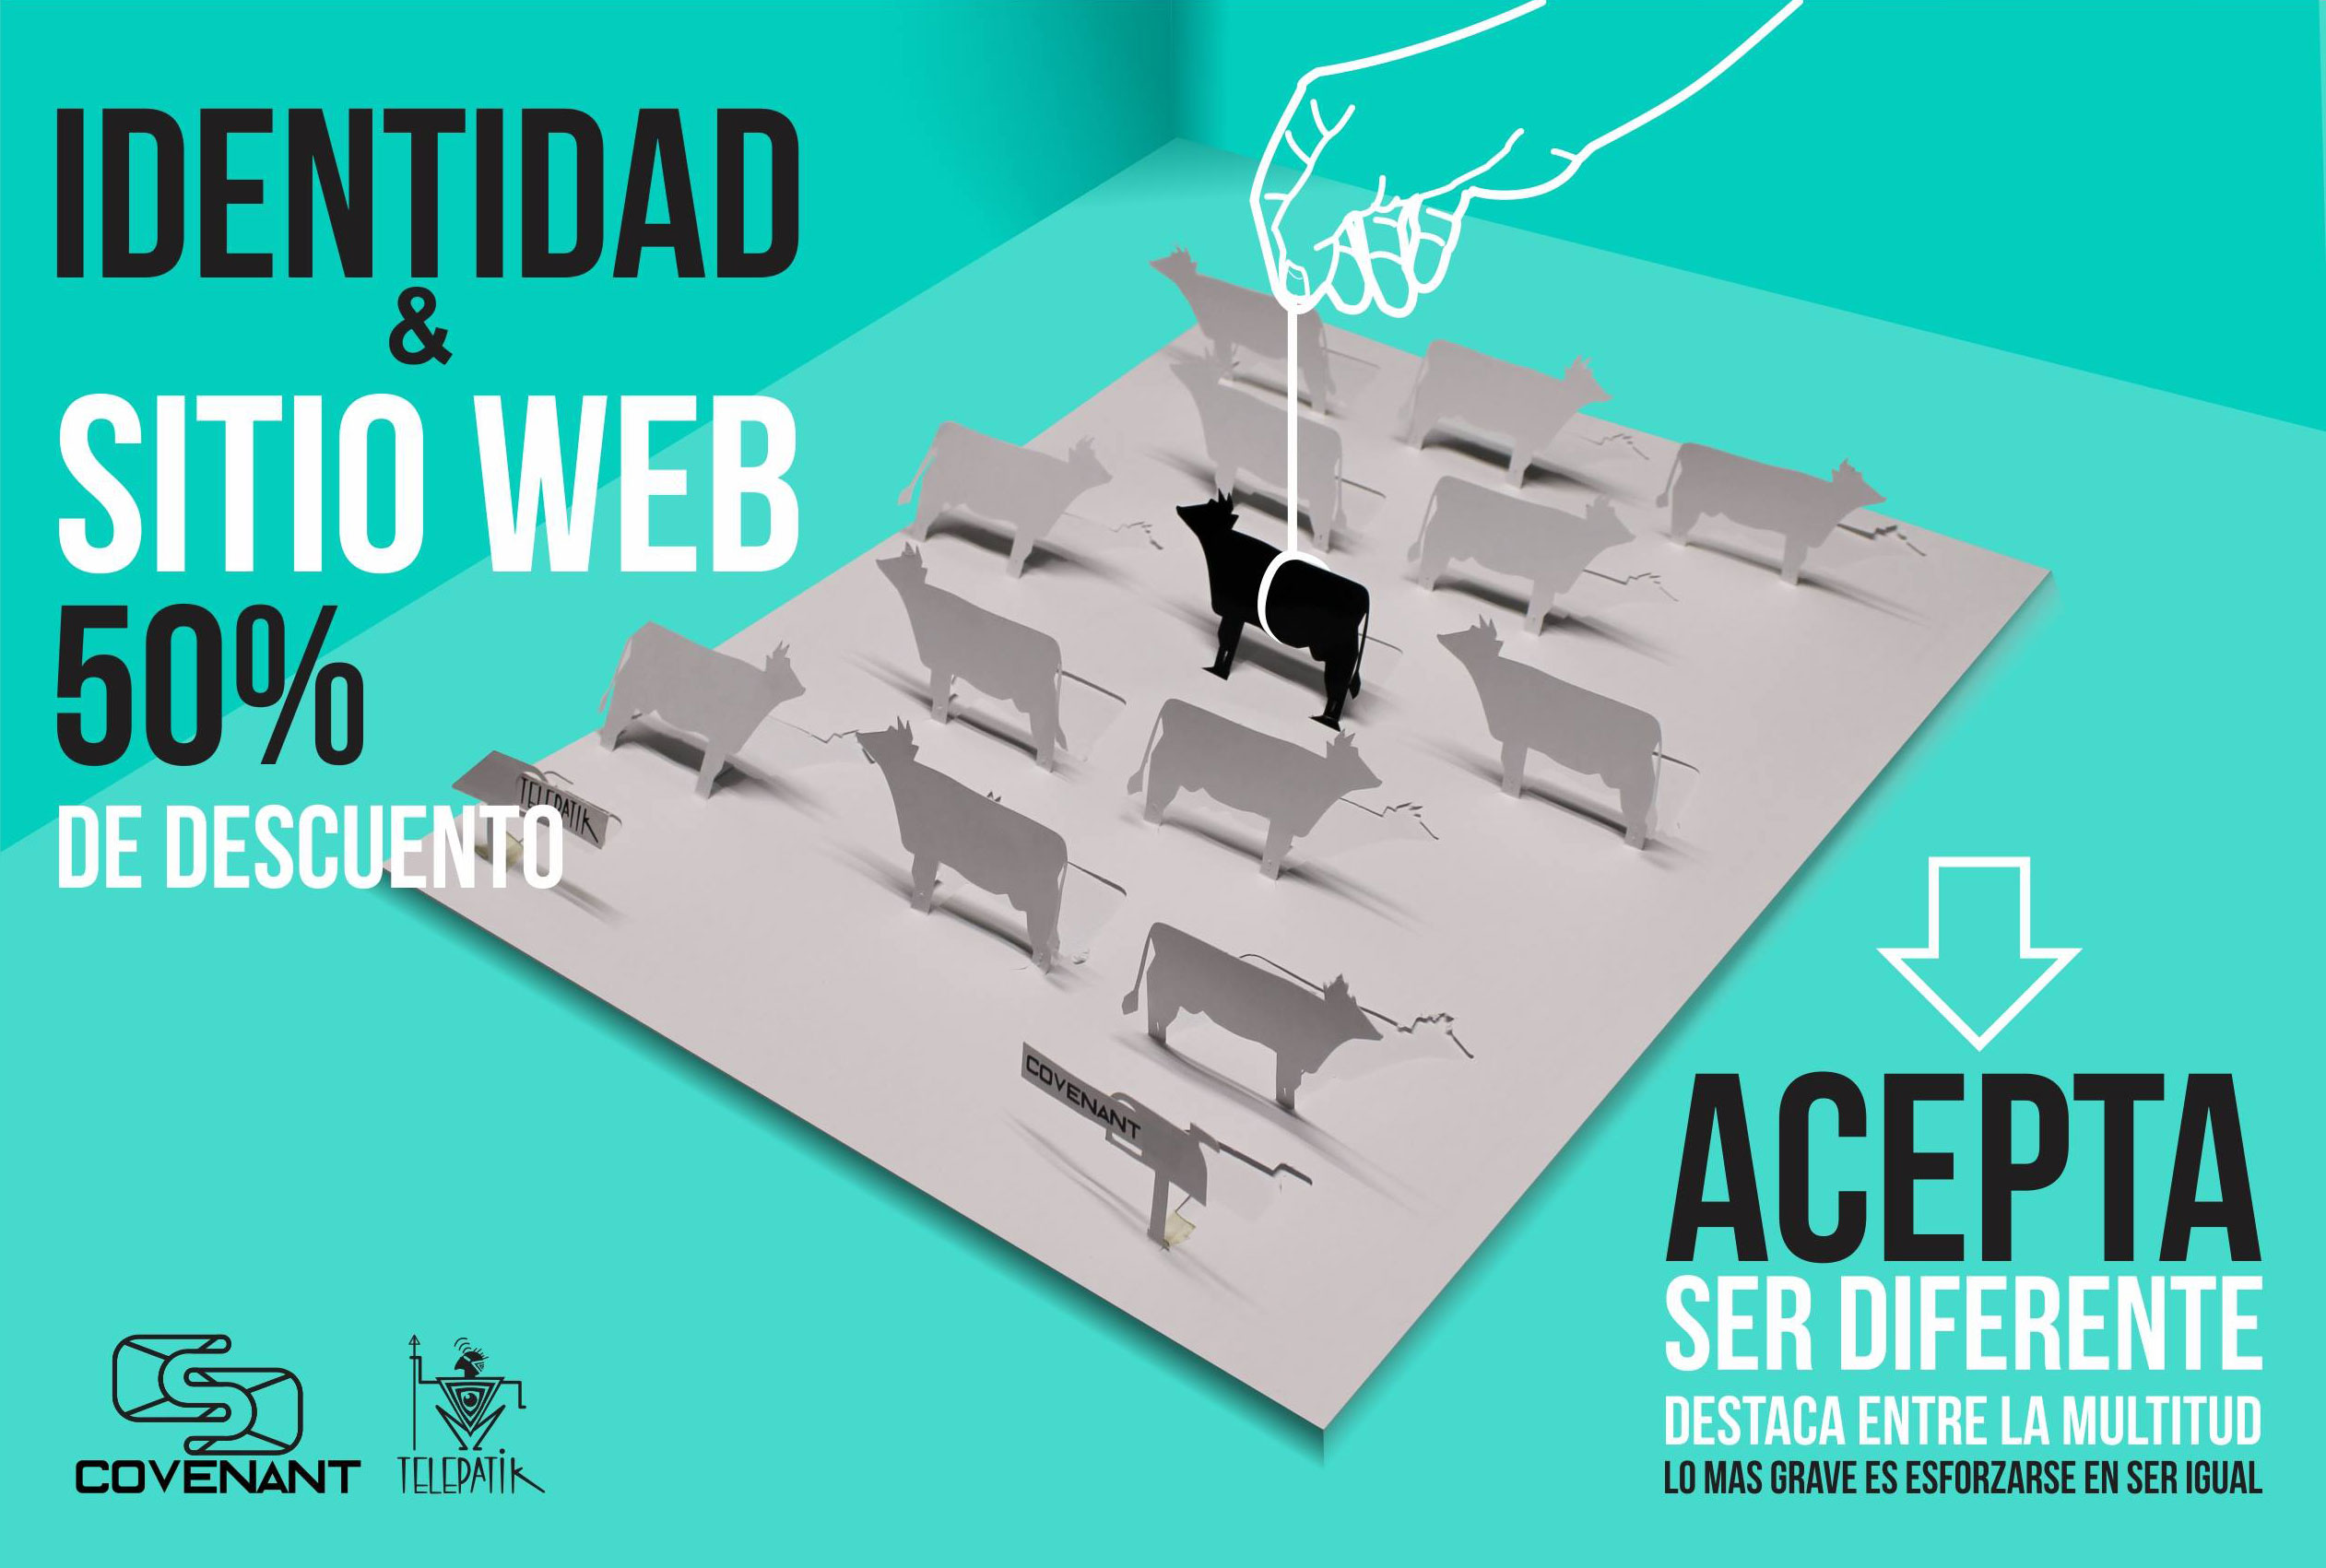 IDENTIDAD
&
SITIO WEB
50%
DE DESCUENTO
TELEPATIK
COVENANT
ACEPTA
SER DIFERENTE
DESTACA ENTRE LA MULTITUD
LO MAS GRAVE ES ESFORZARSE EN SER IGUAL
COVENANT
TELEPATIK